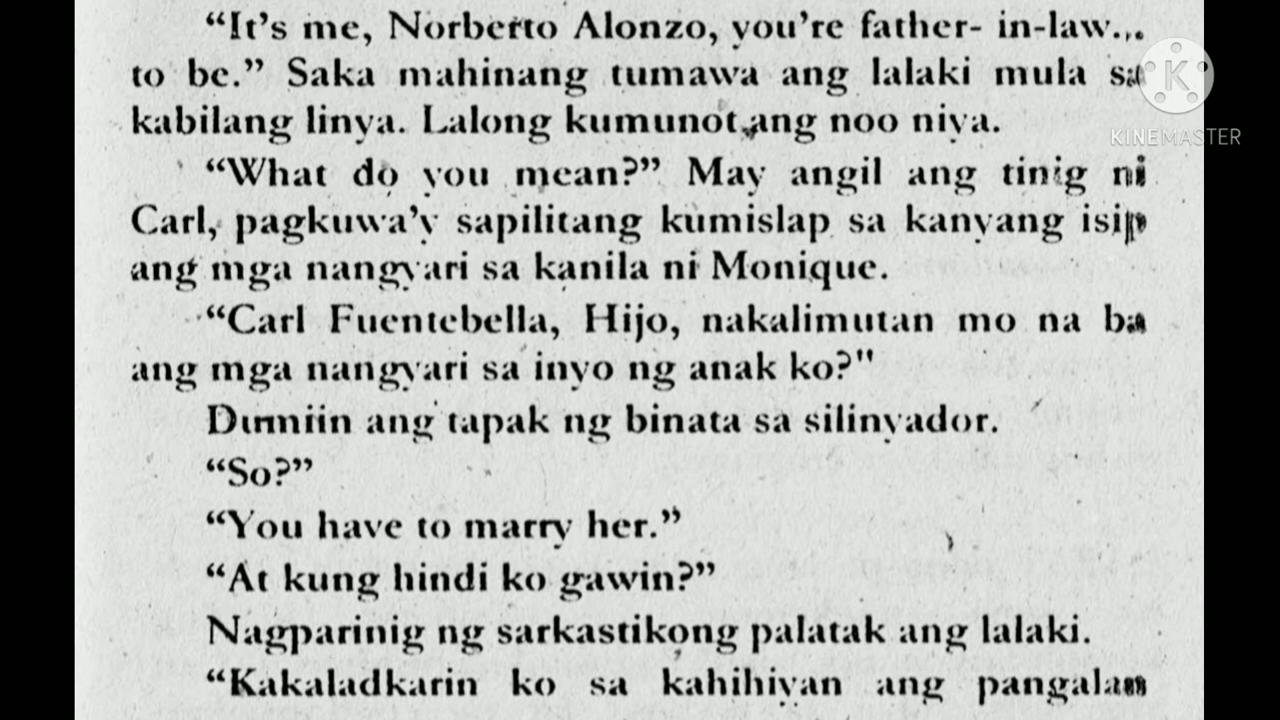 “It’s me, Norberto Alonzo, you’re father- in-law...
to be.” Saka mahinang tumawa ang lalaki mula sa
kabilang linya. Lalong kumunot ang noo niya.
“What do you mean?” May angil ang tinig ni
Carl, pagkuwa’y sapilitang kumislap sa kanyang isip
ang mga nangyari sa kanila ni Monique.
“Carl Fuentebella, Hijo, nakalimutan mo na ba
ang mga nangyari sa inyo ng anak ko?"
Dumiin ang tapak ng binata sa silinyador.
“So?”
“You have to marry her.”
“At kung hindi ko gawin?”
Nagparinig ng sarkastikong palatak ang lalaki.
“Kakaladkarin ko sa kahihiyan ang pangalan
K
KINEMASTER